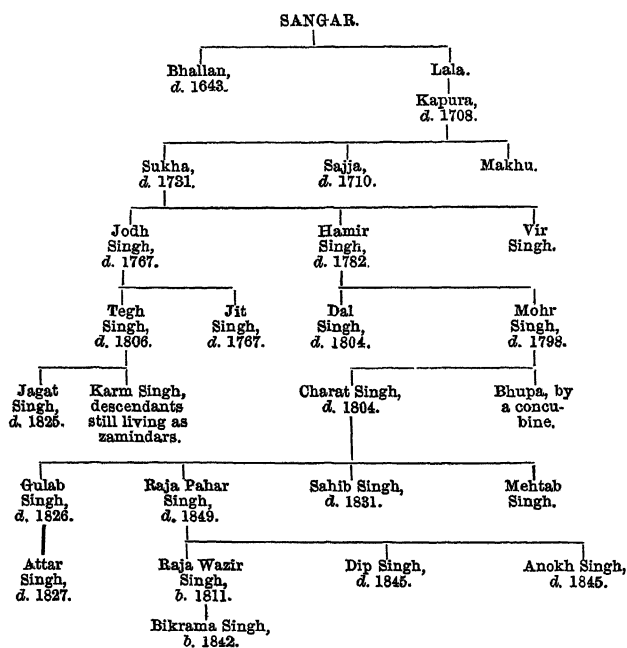 SANGAR.
Bhallan,
d. 1643.
Lala.
Kapura,
d. 1708.
Sukha,
d. 1731.
Sajja,
d. 1710.
Makhu.
Jodh
Singh,
d. 1767.
Hamir
Singh,
d. 1782.
Vir
Singh.
Tegh
Singh,
d. 1806.
Jit
Singh,
d. 1767.
Dal
Singh,
d. 1804.
Mohr
Singh,
d. 1798.
Jagat
Singh,
d. 1825.
Karm Singh,
descendants
still living as
zamindars.
Charat Singh,
d. 1804.
Bhupa, by
a concu-
bine.
Gulab
Singh,
d. 1826.
Raja Pahar
Singh,
d. 1849.
Sahib Singh,
d. 1831.
Mehtab
Singh.
Attar
Singh,
d. 1827.
Raja Wazir
Singh,
b. 1811.
Dip Singh,
d. 1845.
Anokh Singh,
d. 1845.
Bikrama Singh,
b. 1842.